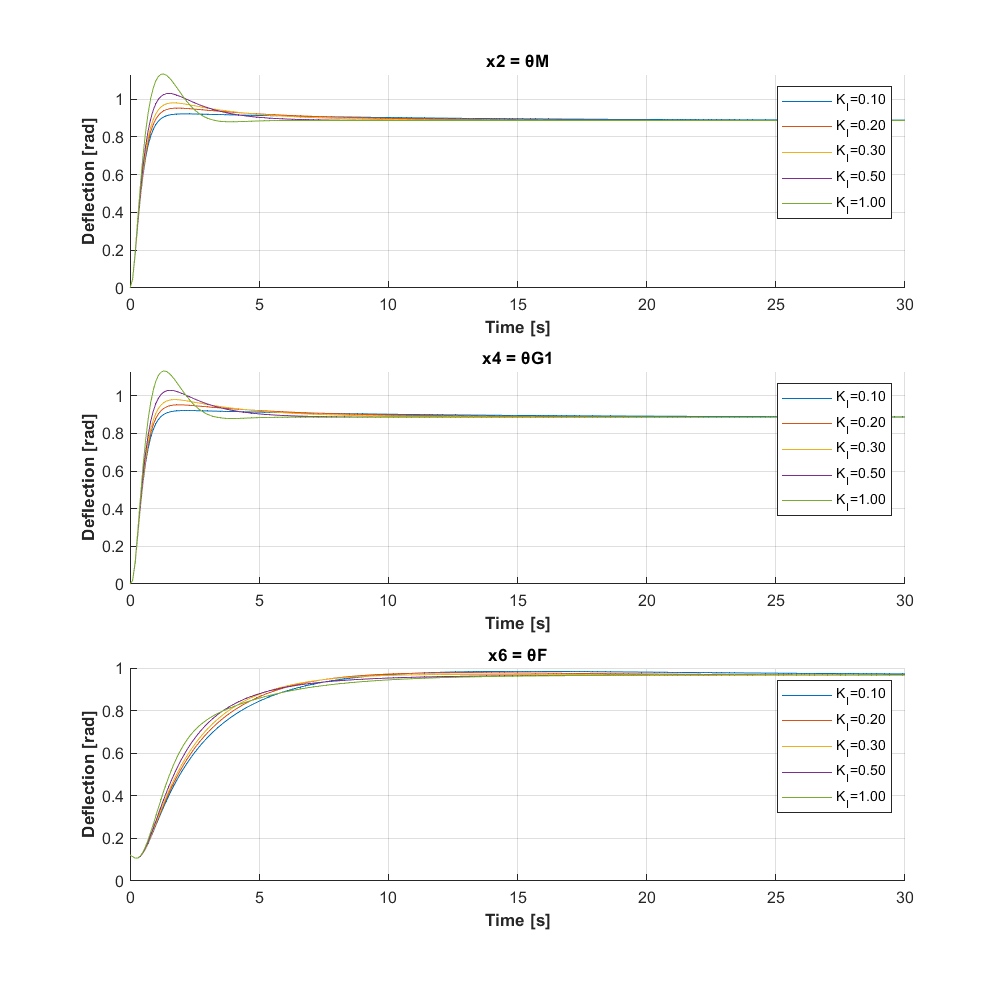 x2 = θM
Deflection [rad]
1
0.8
0.6
0.4
0.2
0
0 5 10 15 20 25 30
Time [s]
K_I=0.10
K_I=0.20
K_I=0.30
K_I=0.50
K_I=1.00
x4 = θG1
Deflection [rad]
1
0.8
0.6
0.4
0.2
0
0 5 10 15 20 25 30
Time [s]
K_I=0.10
K_I=0.20
K_I=0.30
K_I=0.50
K_I=1.00
x6 = θF
Deflection [rad]
1
0.8
0.6
0.4
0.2
0
0 5 10 15 20 25 30
Time [s]
K_I=0.10
K_I=0.20
K_I=0.30
K_I=0.50
K_I=1.00